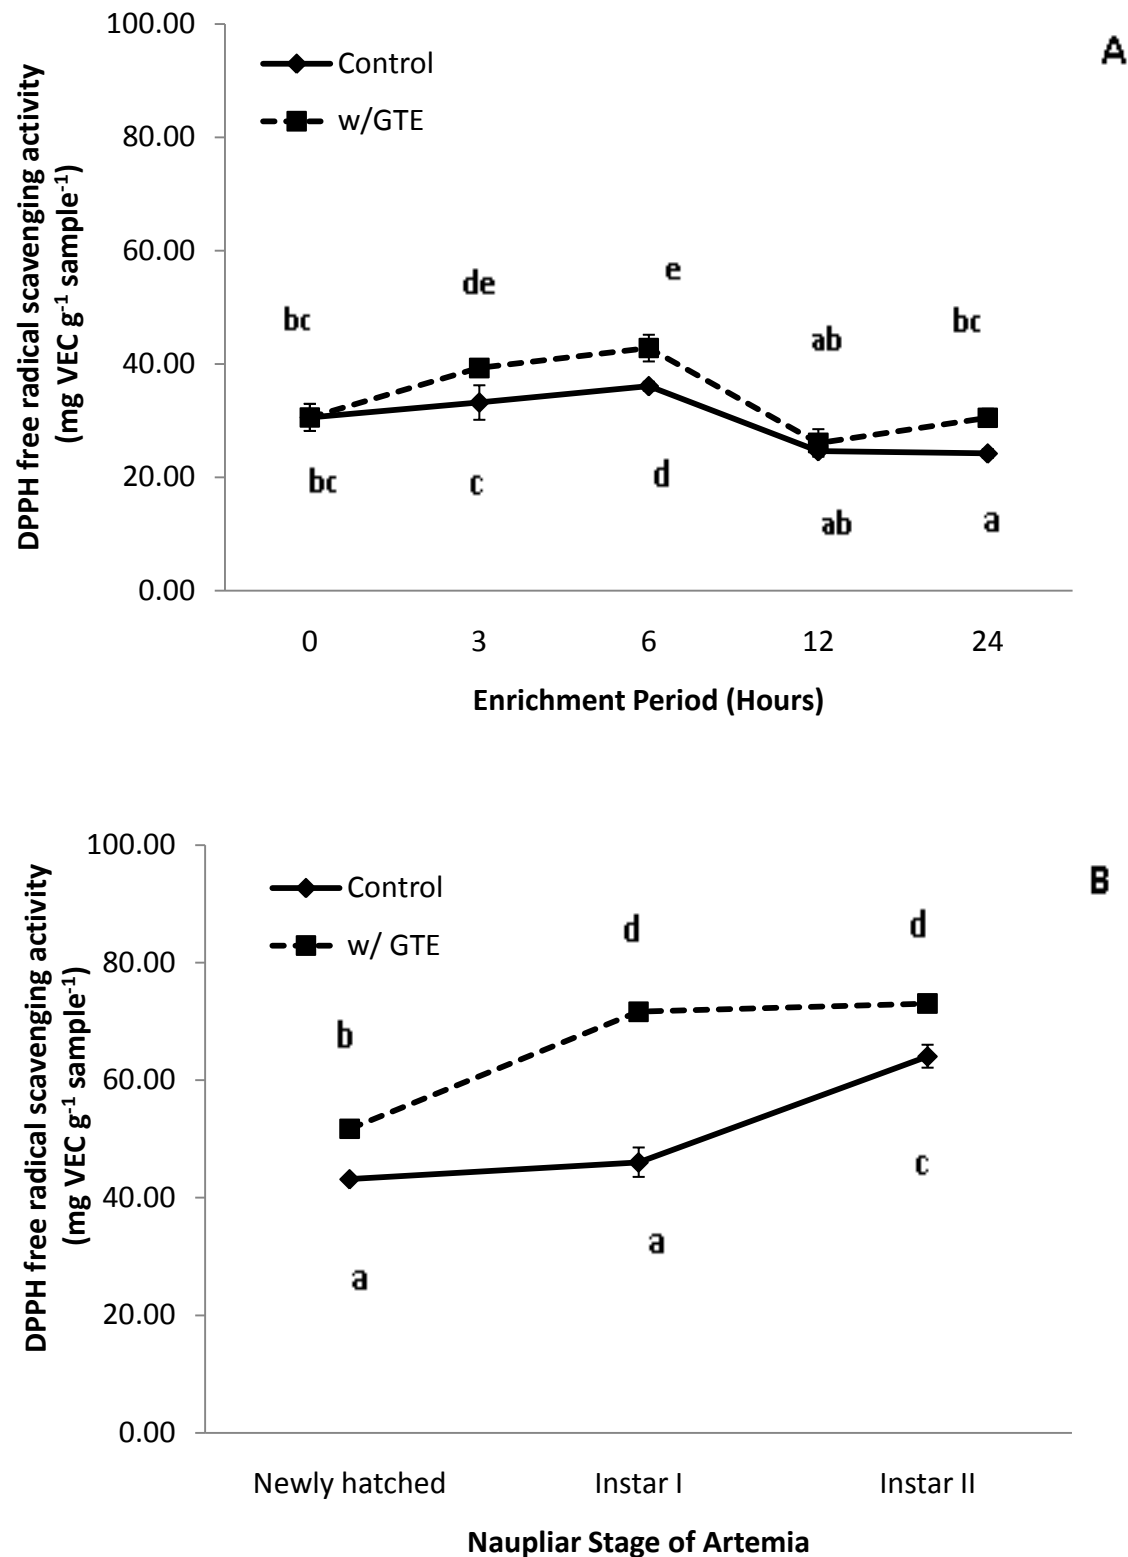 A
DPPH free radical scavenging activity
(mg VEC g⁻¹ sample⁻¹)
100.00
80.00
60.00
40.00
20.00
0.00
Control
w/GTE
bc
de
e
ab
bc
bc
c
d
ab
a
0 3 6 12 24
Enrichment Period (Hours)
B
DPPH free radical scavenging activity
(mg VEC g⁻¹ sample⁻¹)
100.00
80.00
60.00
40.00
20.00
0.00
Control
w/ GTE
b
d
d
a
a
c
Newly hatched Instar I Instar II
Naupliar Stage of Artemia